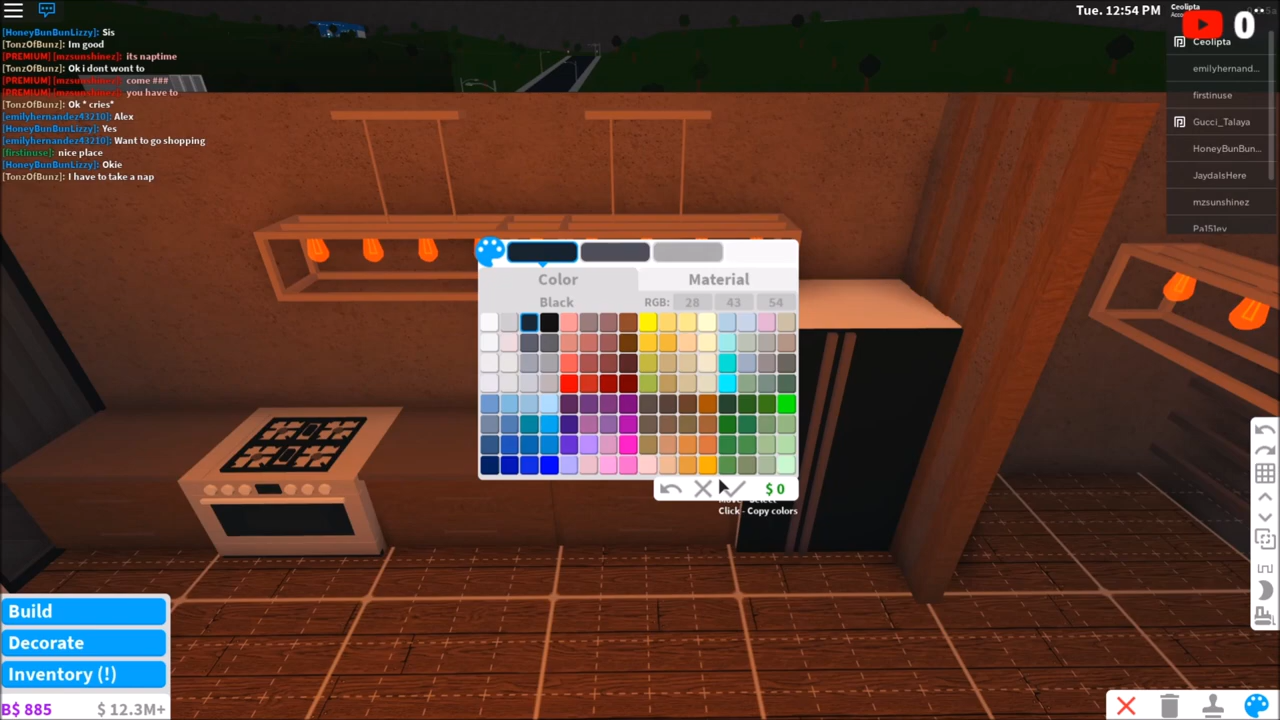 Tue. 12:54 PM
Ceolipta
0
[HoneyBunBunLizzy]: Sis
[TonzOfBunz]: Im good
[PREMIUM] [mzsunshinez]: its naptime
[TonzOfBunz]: Ok i dont wont to
[PREMIUM] [mzsunshinez]: come ###
[PREMIUM] [mzsunshinez]: you have to
[TonzOfBunz]: Ok * cries*
[emilyhernandez43210]: Alex
[HoneyBunBunLizzy]: Yes
[emilyhernandez43210]: Want to go shopping
[firstinuse]: nice place
[HoneyBunBunLizzy]: Okie
[TonzOfBunz]: I have to take a nap
Ceolipta
emilyhernand...
firstinuse
Gucci_Talaya
HoneyBunBun...
JaydaIsHere
mzsunshinez
Color
Material
Black
RGB: 28 43 54
$ 0
Click - Copy colors
Build
Decorate
Inventory (!)
B$ 885
$ 12.3M+